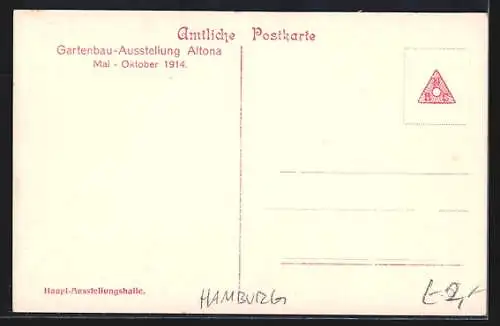 Amtliche Postkarte
Gartenbau-Ausstellung Altona
Mai - Oktober 1914.
Haupt-Ausstellungshalle.
HAMBURG